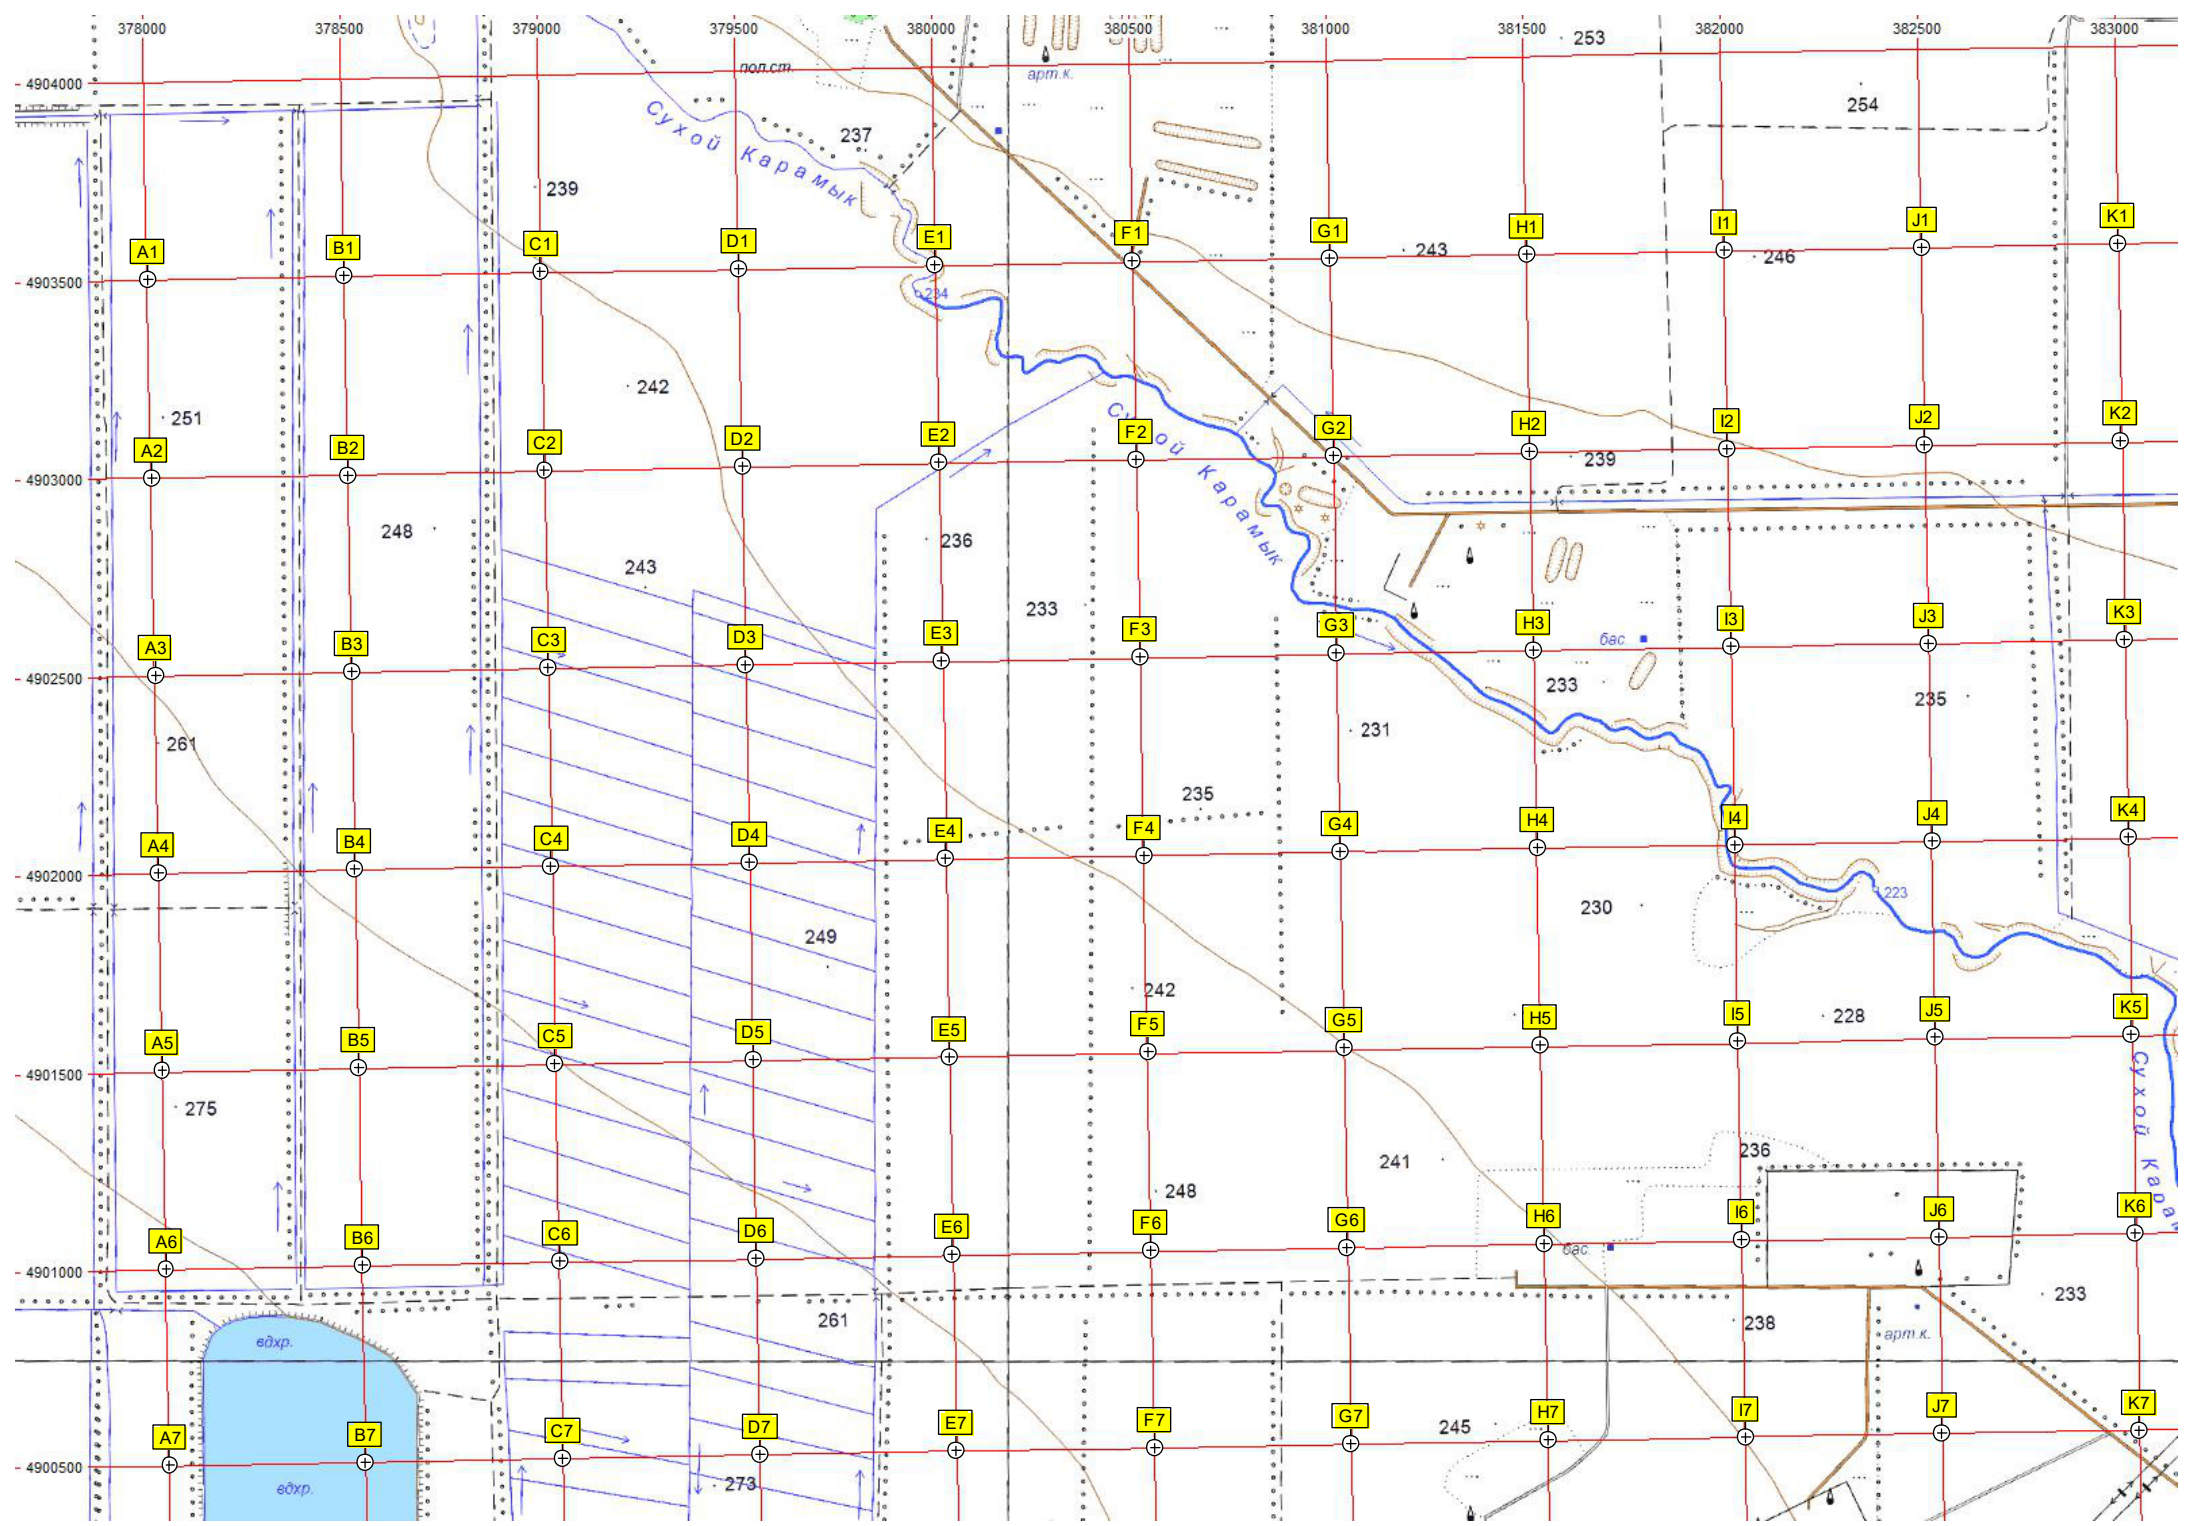 378000 378500 379000 379500 380000 380500 381000 381500 382000 382500 383000
253
4904000
пол.ст.
арт.к.
254
Сухой Карамык
237
239
A1 B1 C1 D1 E1 F1 G1 H1 I1 J1 K1
243
246
4903500
234
242
251
Сухой Карамык
A2 B2 C2 D2 E2 F2 G2 H2 I2 J2 K2
239
4903000
248
236
243
233
A3 B3 C3 D3 E3 F3 G3 H3 I3 J3 K3
бас.
4902500
233
235
231
261
235
A4 B4 C4 D4 E4 F4 G4 H4 I4 J4 K4
4902000
223
230
249
242
228
A5 B5 C5 D5 E5 F5 G5 H5 I5 J5 K5
4901500
Сухой Карам
275
236
241
248
A6 B6 C6 D6 E6 F6 G6 H6 I6 J6 K6
бас.
4901000
233
261
238
арт.к.
вдхр.
A7 B7 C7 D7 E7 F7 G7 H7 I7 J7 K7
245
4900500
273
вдхр.